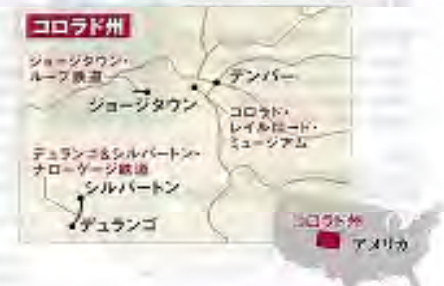 コロラド州
ジョージタウン・
ループ鉄道
デンバー
ジョージタウン
コロラド・
レイルロード・
ミュージアム
デュランゴ&シルバートン・
ナローゲージ鉄道
シルバートン
デュランゴ
コロラド州
アメリカ